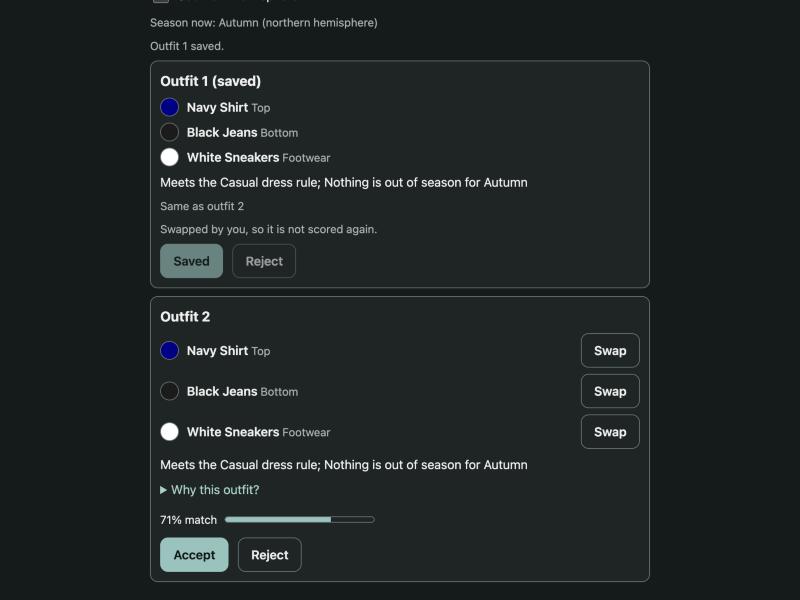 Season now: Autumn (northern hemisphere)
Outfit 1 saved.
Outfit 1 (saved)
Navy Shirt Top
Black Jeans Bottom
White Sneakers Footwear
Meets the Casual dress rule; Nothing is out of season for Autumn
Same as outfit 2
Swapped by you, so it is not scored again.
Saved Reject
Outfit 2
Navy Shirt Top Swap
Black Jeans Bottom Swap
White Sneakers Footwear Swap
Meets the Casual dress rule; Nothing is out of season for Autumn
Why this outfit?
71% match
Accept Reject